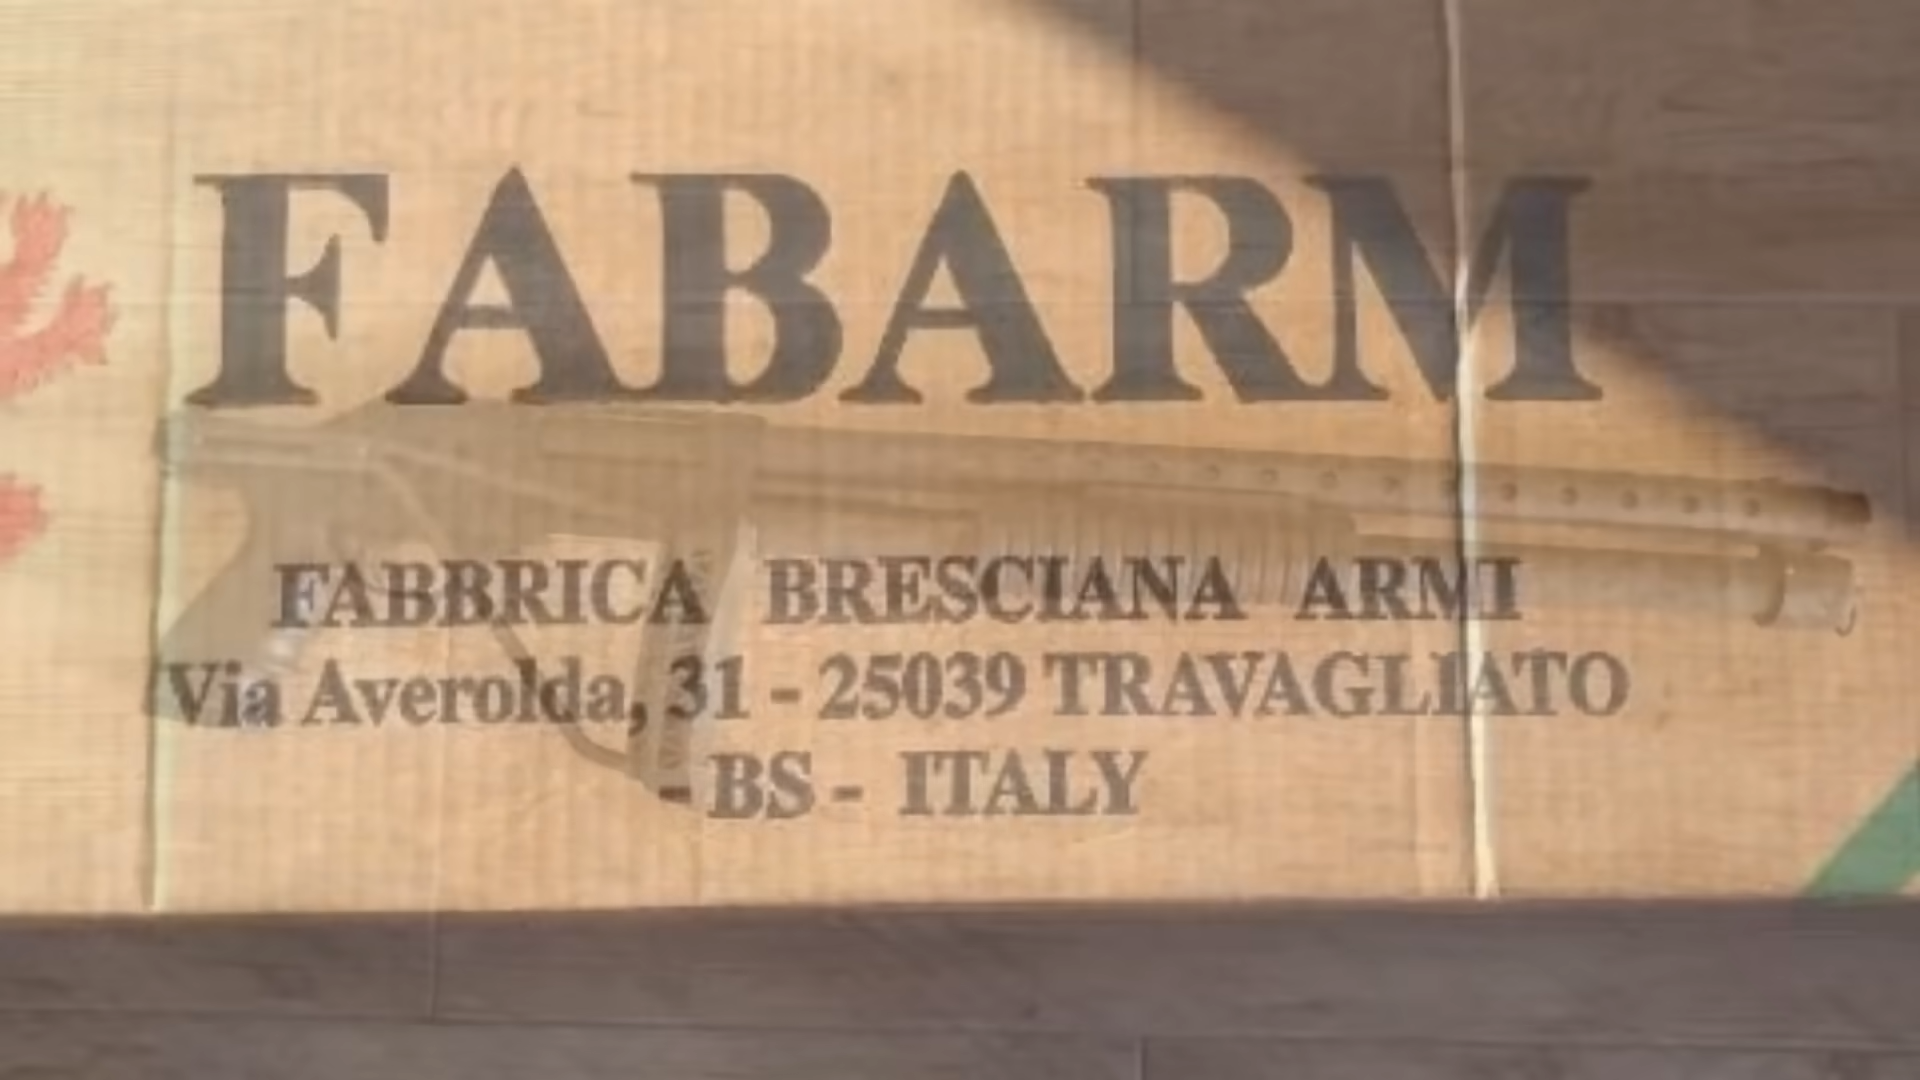 FABARM
FABBRICA BRESCIANA ARMI
Via Averolda, 31 - 25039 TRAVAGLIATO
- BS - ITALY